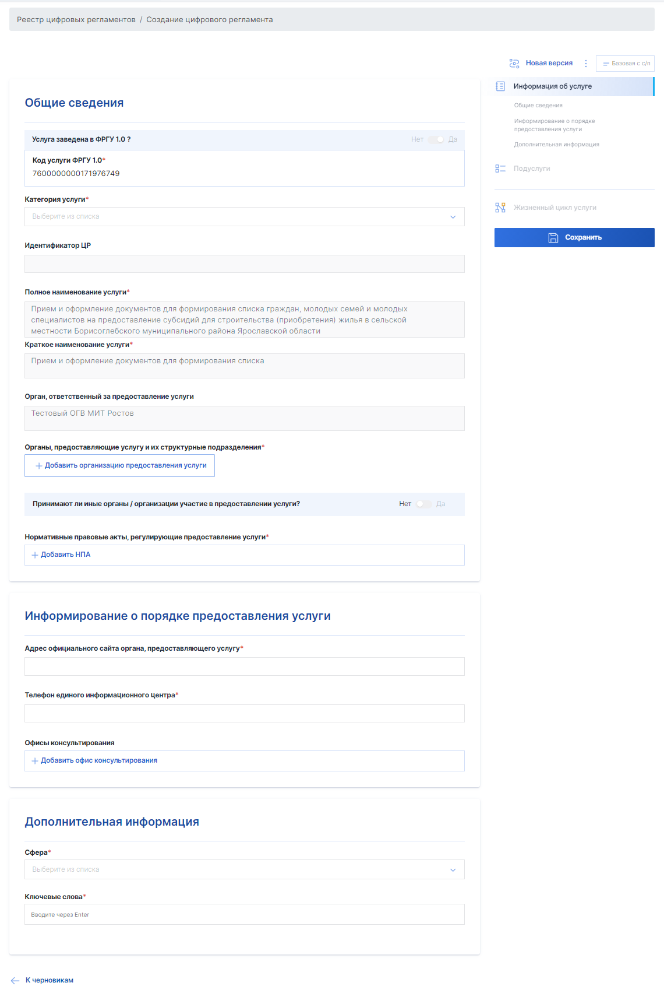 Реестр цифровых регламентов / Создание цифрового регламента
Новая версия
Базовая с с/п
Общие сведения
Услуга заведена в ФРГУ 1.0 ?
Нет Да
Код услуги ФРГУ 1.0*
7600000000171976749
Категория услуги*
Выберите из списка
Идентификатор ЦР
Полное наименование услуги*
Прием и оформление документов для формирования списка граждан, молодых семей и молодых
специалистов на предоставление субсидий для строительства (приобретения) жилья в сельской
местности Борисоглебского муниципального района Ярославской области
Краткое наименование услуги*
Прием и оформление документов для формирования списка
Орган, ответственный за предоставление услуги
Тестовый ОГВ МИТ Ростов
Органы, предоставляющие услугу и их структурные подразделения*
+ Добавить организацию предоставления услуги
Принимают ли иные органы / организации участие в предоставлении услуги?
Нет Да
Нормативные правовые акты, регулирующие предоставление услуги*
+ Добавить НПА
Информирование о порядке предоставления услуги
Адрес официального сайта органа, предоставляющего услугу*
Телефон единого информационного центра*
Офисы консультирования
+ Добавить офис консультирования
Дополнительная информация
Сфера*
Выберите из списка
Ключевые слова*
Вводите через Enter
К черновикам
Информация об услуге
Общие сведения
Информирование о порядке
предоставления услуги
Дополнительная информация
Подуслуги
Жизненный цикл услуги
Сохранить